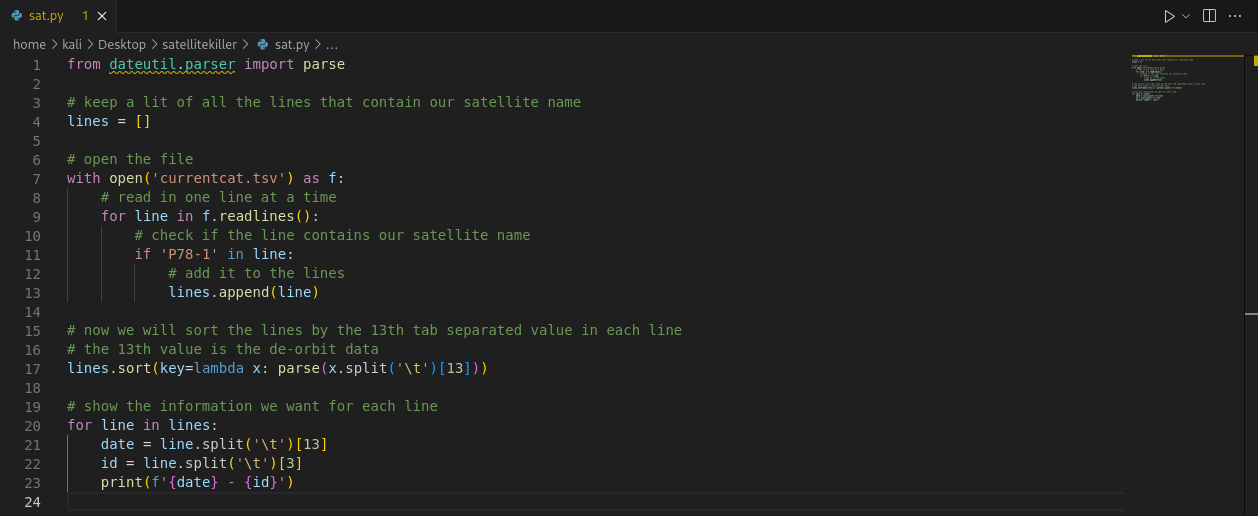 sat.py 1
home > kali > Desktop > satellitekiller > sat.py > ...
1 from dateutil.parser import parse
2
3 # keep a lit of all the lines that contain our satellite name
4 lines = []
5
6 # open the file
7 with open('currentcat.tsv') as f:
8     # read in one line at a time
9     for line in f.readlines():
10         # check if the line contains our satellite name
11         if 'P78-1' in line:
12             # add it to the lines
13             lines.append(line)
14
15 # now we will sort the lines by the 13th tab separated value in each line
16 # the 13th value is the de-orbit data
17 lines.sort(key=lambda x: parse(x.split('\t')[13]))
18
19 # show the information we want for each line
20 for line in lines:
21     date = line.split('\t')[13]
22     id = line.split('\t')[3]
23     print(f'{date} - {id}')
24